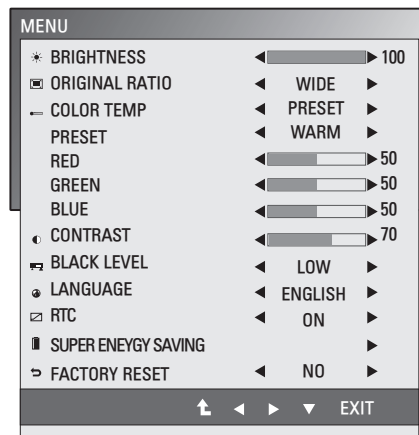 MENU
BRIGHTNESS 100
ORIGINAL RATIO WIDE
COLOR TEMP PRESET
PRESET WARM
RED 50
GREEN 50
BLUE 50
CONTRAST 70
BLACK LEVEL LOW
LANGUAGE ENGLISH
RTC ON
SUPER ENEYGY SAVING
FACTORY RESET NO
EXIT